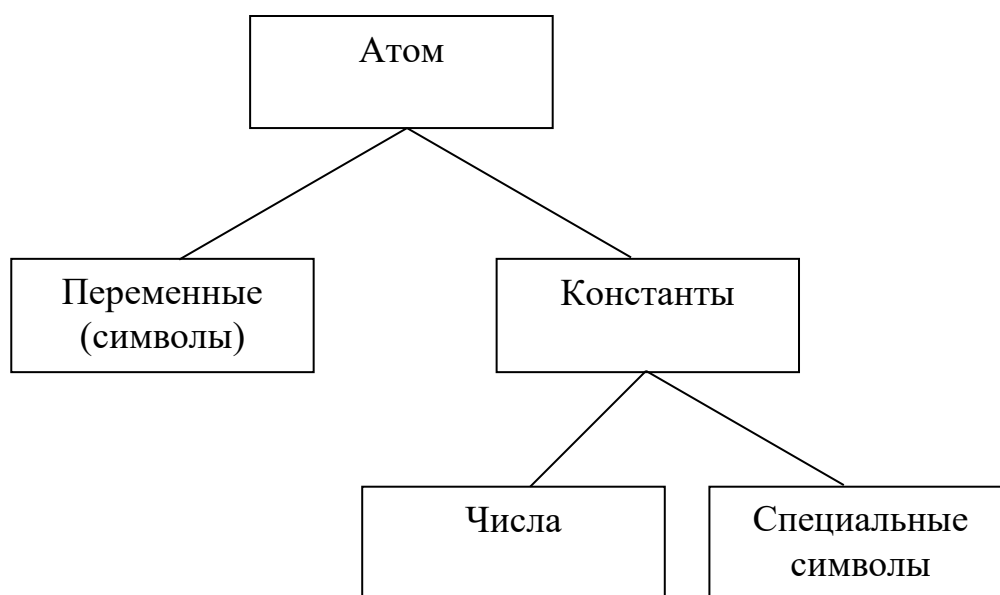 Атом
Переменные
(символы)
Константы
Числа
Специальные
символы